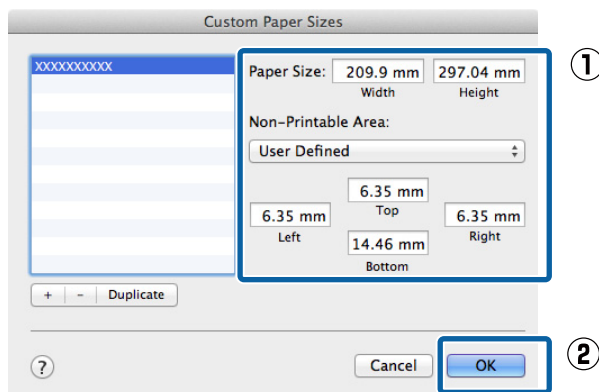 Custom Paper Sizes
XXXXXXXXXX
Paper Size: 209.9 mm 297.04 mm
Width Height
Non-Printable Area:
User Defined
6.35 mm
Top
6.35 mm 6.35 mm
Left Right
14.46 mm
Bottom
+ - Duplicate
? Cancel OK
①
②